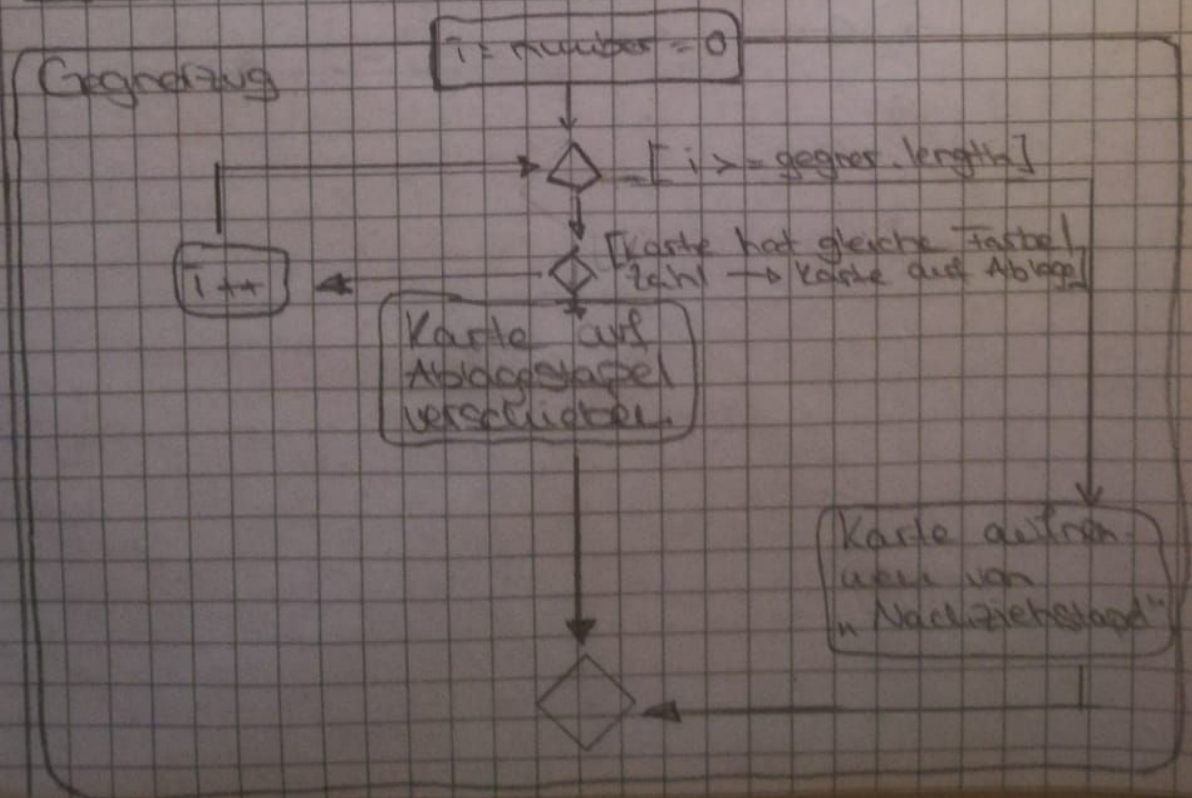 i: number = 0
Gegnerzug
[i >= gegner.length]
[Karte hat gleiche Farbe/
Zahl → Karte auf Ablage]
i++
Karte auf
Ablagestapel
verschieben
Karte aufneh-
men von
„Nachziehstapel"